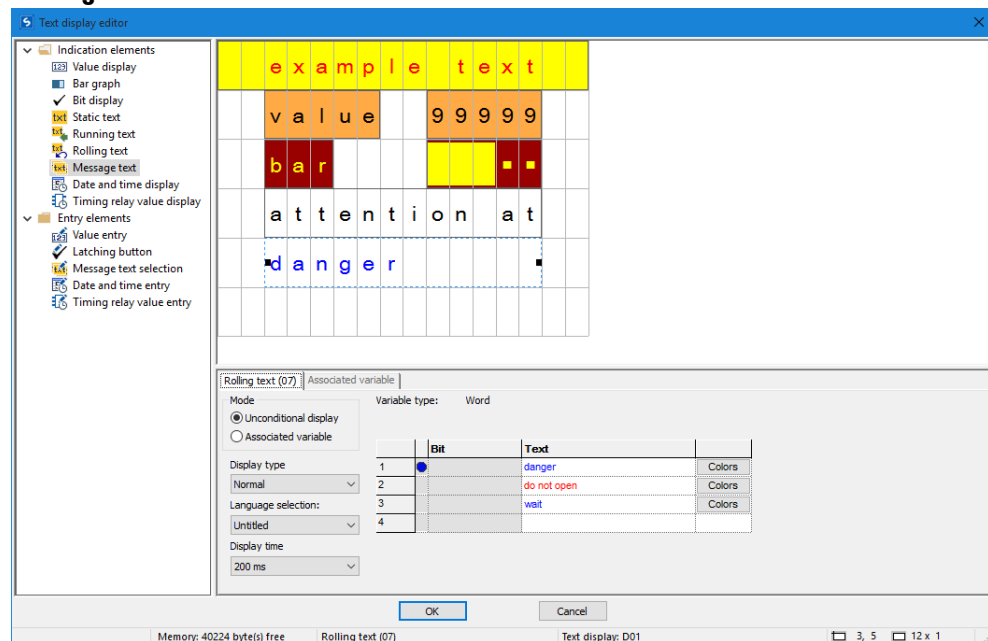 Text display editor
Indication elements
Value display
Bar graph
Bit display
Static text
Running text
Rolling text
Message text
Date and time display
Timing relay value display
Entry elements
Value entry
Latching button
Message text selection
Date and time entry
Timing relay value entry
example text
value 99999
bar
attention at
danger
Rolling text (07) Associated variable
Mode
Unconditional display
Associated variable
Display type
Normal
Language selection:
Untitled
Display time
200 ms
Variable type: Word
Bit Text
1 danger Colors
2 do not open Colors
3 wait Colors
4
OK Cancel
Memory: 40224 byte(s) free Rolling text (07) Text display: D01 3, 5 12 x 1